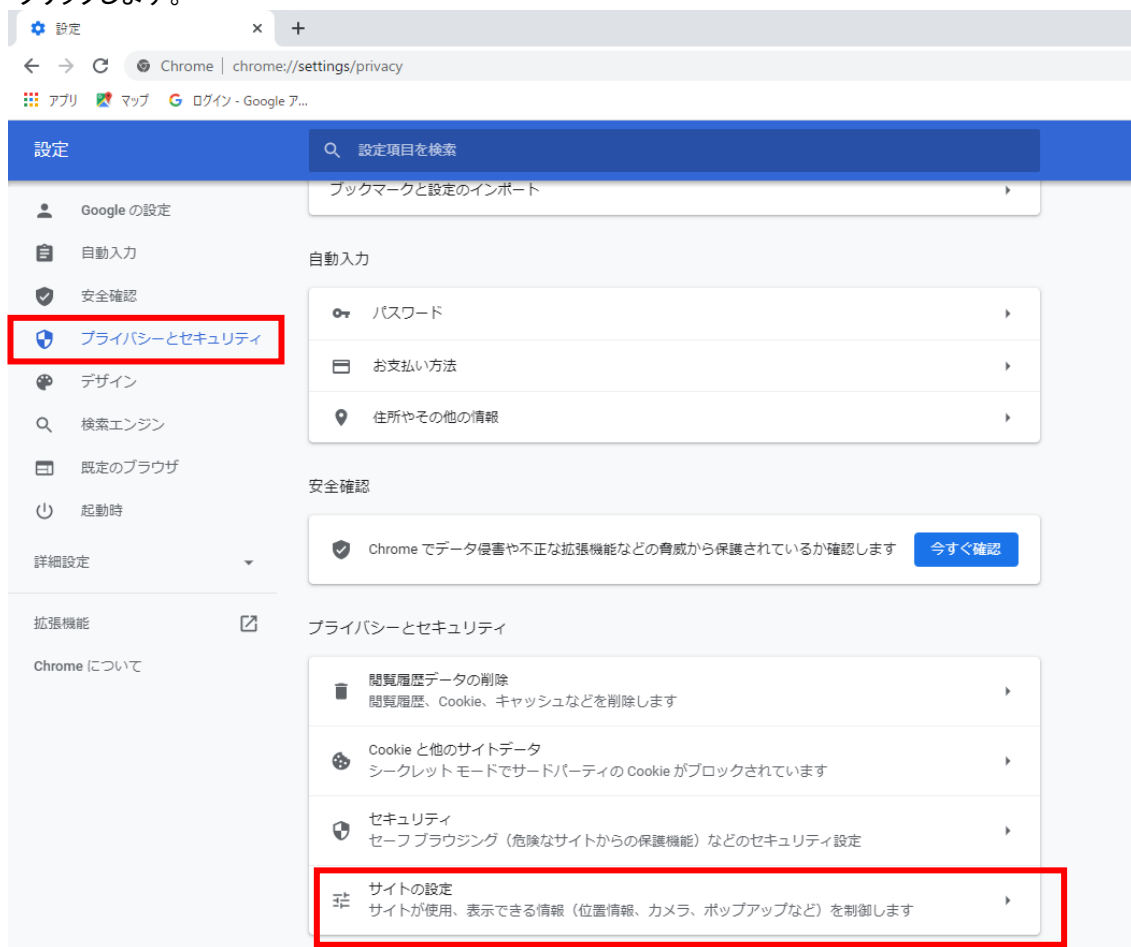 クリックします。
設定
Chrome | chrome://settings/privacy
アプリ マップ ログイン - Google ア...
設定
設定項目を検索
Google の設定
自動入力
安全確認
プライバシーとセキュリティ
デザイン
検索エンジン
既定のブラウザ
起動時
詳細設定
拡張機能
Chrome について
ブックマークと設定のインポート
自動入力
パスワード
お支払い方法
住所やその他の情報
安全確認
Chrome でデータ侵害や不正な拡張機能などの脅威から保護されているか確認します 今すぐ確認
プライバシーとセキュリティ
閲覧履歴データの削除
閲覧履歴、Cookie、キャッシュなどを削除します
Cookie と他のサイトデータ
シークレット モードでサードパーティの Cookie がブロックされています
セキュリティ
セーフ ブラウジング（危険なサイトからの保護機能）などのセキュリティ設定
サイトの設定
サイトが使用、表示できる情報（位置情報、カメラ、ポップアップなど）を制御します